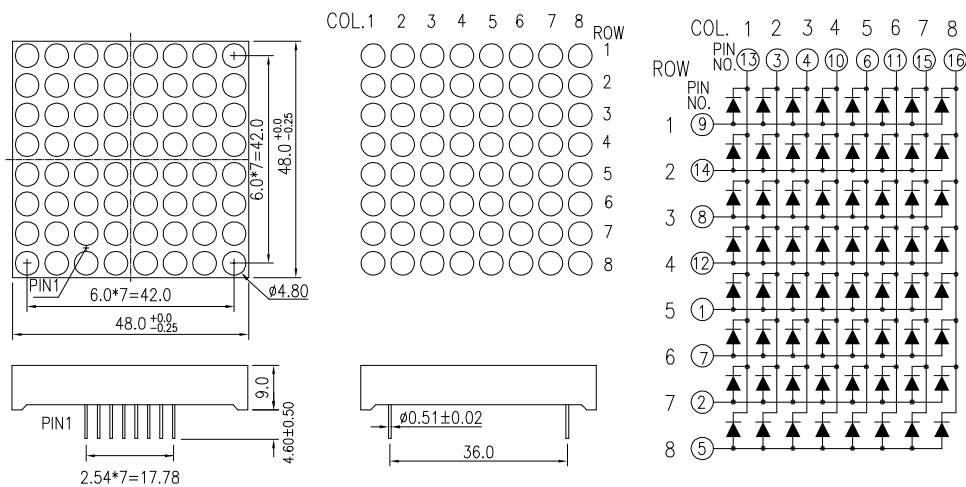 6.0*7=42.0
48.0 +0.0 -0.25
PIN1
6.0*7=42.0
ø4.80
48.0 +0.0 -0.25
COL.1 2 3 4 5 6 7 8
ROW
1
2
3
4
5
6
7
8
9.0
PIN1
4.60±0.50
2.54*7=17.78
ø0.51±0.02
36.0
COL. 1 2 3 4 5 6 7 8
PIN NO. 13 3 4 10 6 11 15 16
ROW
PIN
NO.
1 9
2 14
3 8
4 12
5 1
6 7
7 2
8 5